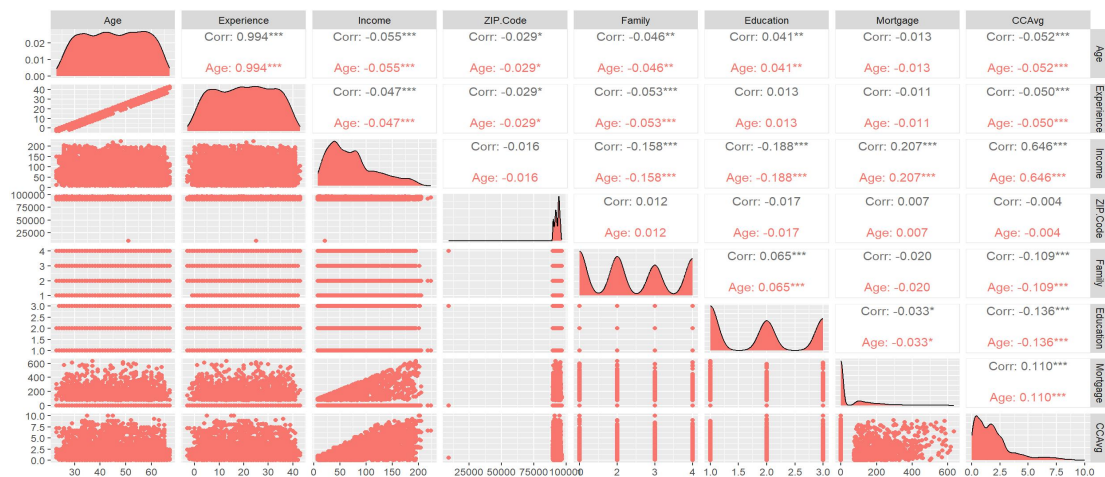 Age Experience Income ZIP.Code Family Education Mortgage CCAvg
0.02 Corr: 0.994*** Corr: -0.055*** Corr: -0.029* Corr: -0.046** Corr: 0.041** Corr: -0.013 Corr: -0.052*** Age
0.01
0.00 Age: 0.994*** Age: -0.055*** Age: -0.029* Age: -0.046** Age: 0.041** Age: -0.013 Age: -0.052***
40 Corr: -0.047*** Corr: -0.029* Corr: -0.053*** Corr: 0.013 Corr: -0.011 Corr: -0.050*** Experience
30
20
10 Age: -0.047*** Age: -0.029* Age: -0.053*** Age: 0.013 Age: -0.011 Age: -0.050***
0
200 Corr: -0.016 Corr: -0.158*** Corr: -0.188*** Corr: 0.207*** Corr: 0.646*** Income
150
100
50 Age: -0.016 Age: -0.158*** Age: -0.188*** Age: 0.207*** Age: 0.646***
0
100000 Corr: 0.012 Corr: -0.017 Corr: 0.007 Corr: -0.004 ZIP.Code
75000
50000
25000 Age: 0.012 Age: -0.017 Age: 0.007 Age: -0.004
4 Corr: 0.065*** Corr: -0.020 Corr: -0.109*** Family
3
2 Age: 0.065*** Age: -0.020 Age: -0.109***
1
3.0 Corr: -0.033* Corr: -0.136*** Education
2.5
2.0
1.5 Age: -0.033* Age: -0.136***
1.0
600 Corr: 0.110*** Mortgage
400
200 Age: 0.110***
0
10.0 CCAvg
7.5
5.0
2.5
0.0
30 40 50 60 0 10 20 30 40 0 50 100 150 200 25000 50000 75000 100000 1 2 3 4 1.0 1.5 2.0 2.5 3.0 0 200 400 600 0.0 2.5 5.0 7.5 10.0